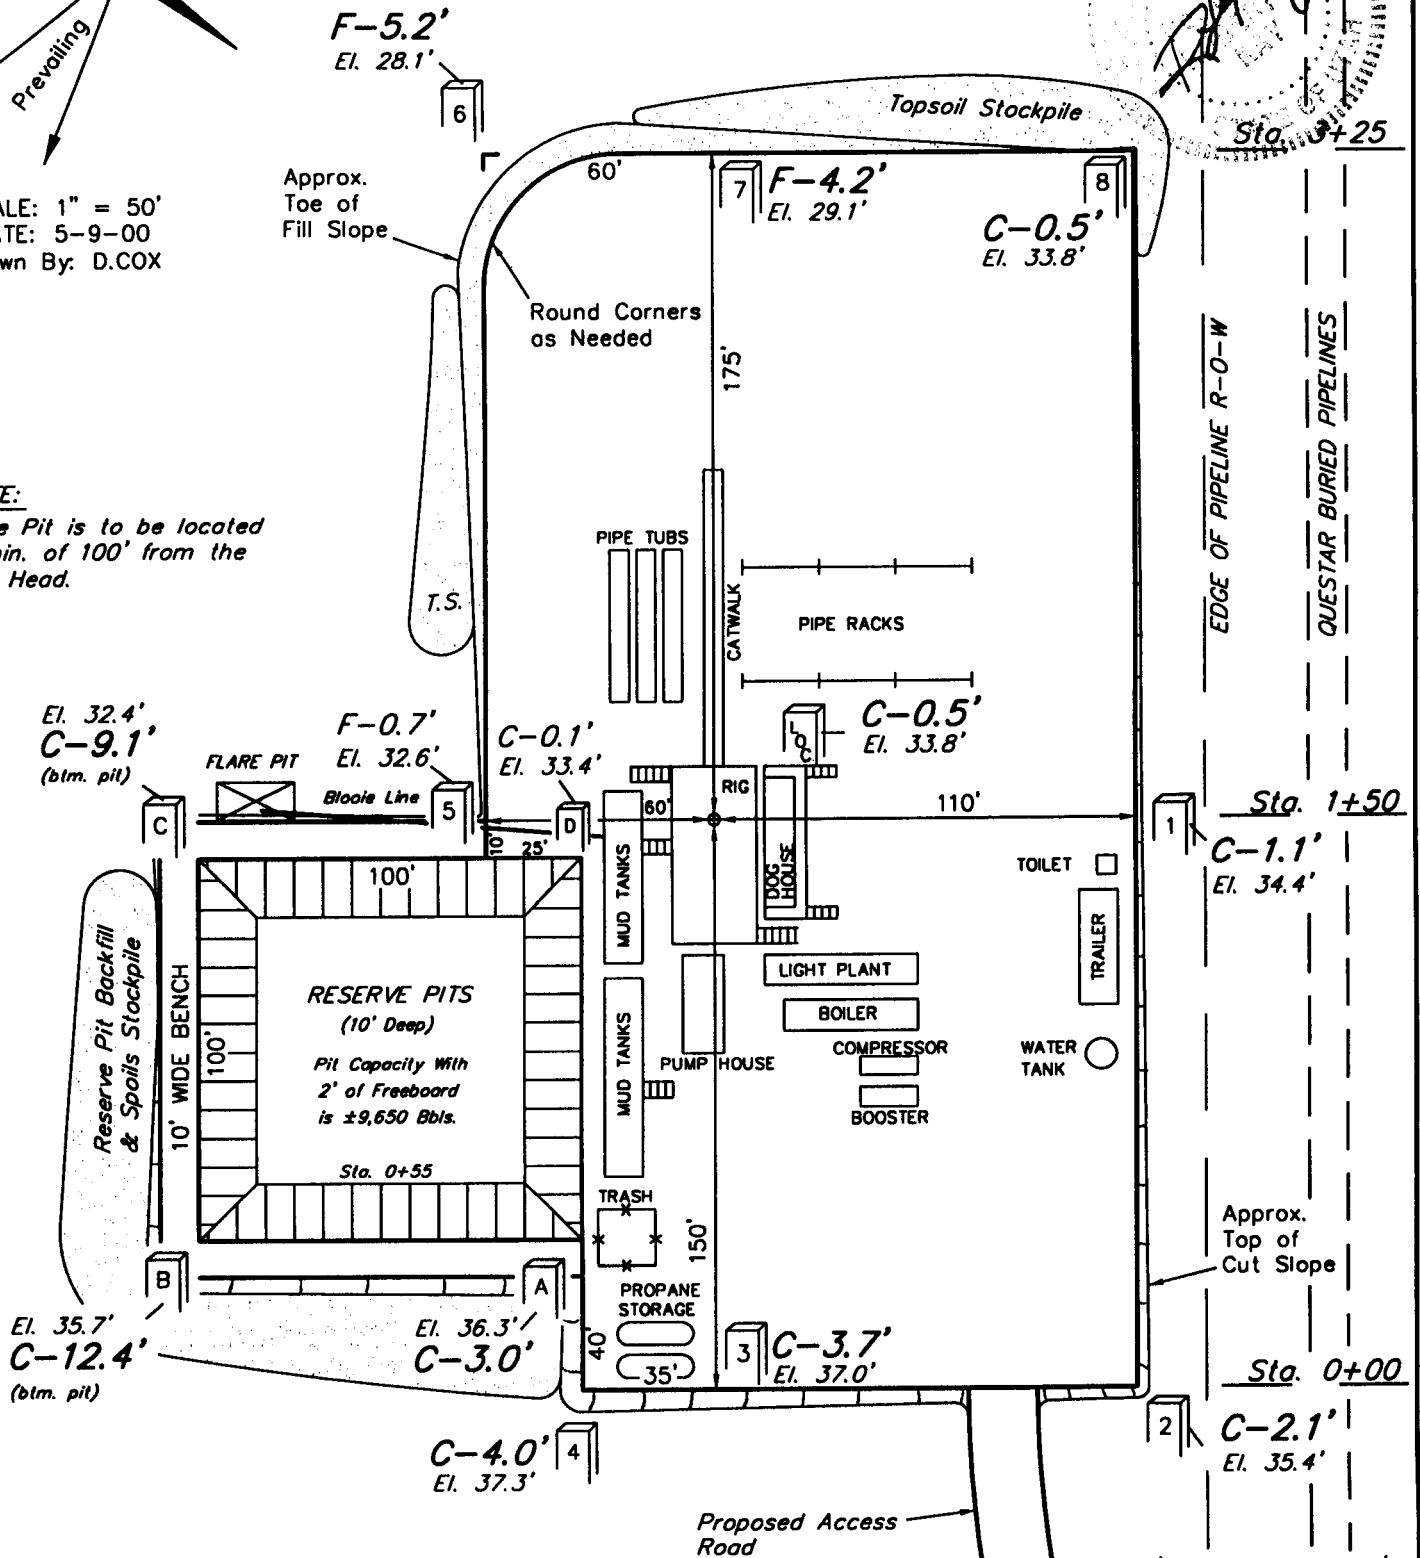 F-5.2'
El. 28.1'
Prevailing
6
Topsoil Stockpile
OF UTAH
Sta. 3+25
60'
7
F-4.2'
El. 29.1'
8
C-0.5'
El. 33.8'
Approx.
Toe of
Fill Slope
ALE: 1" = 50'
TE: 5-9-00
wn By: D.COX
Round Corners
as Needed
175'
EDGE OF PIPELINE R-O-W
QUESTAR BURIED PIPELINES
E:
e Pit is to be located
in. of 100' from the
Head.
PIPE TUBS
CATWALK
PIPE RACKS
T.S.
El. 32.4'
C-9.1'
(btm. pit)
F-0.7'
El. 32.6'
C-0.1'
El. 33.4'
LOC.
C-0.5'
El. 33.8'
FLARE PIT
Blooie Line
C
5
D
60'
RIG
110'
Sta. 1+50
1
C-1.1'
El. 34.4'
10'
25'
100'
MUD TANKS
DOG HOUSE
TOILET
TRAILER
Reserve Pit Backfill
& Spoils Stockpile
10' WIDE BENCH
100'
RESERVE PITS
(10' Deep)
Pit Capacity With
2' of Freeboard
is ±9,650 Bbls.
Sta. 0+55
MUD TANKS
PUMP HOUSE
LIGHT PLANT
BOILER
COMPRESSOR
BOOSTER
WATER
TANK
TRASH
150'
Approx.
Top of
Cut Slope
B
A
PROPANE
STORAGE
El. 35.7'
C-12.4'
(btm. pit)
El. 36.3'
C-3.0'
40'
35'
3
C-3.7'
El. 37.0'
Sta. 0+00
2
C-2.1'
El. 35.4'
C-4.0'
El. 37.3'
4
Proposed Access
Road